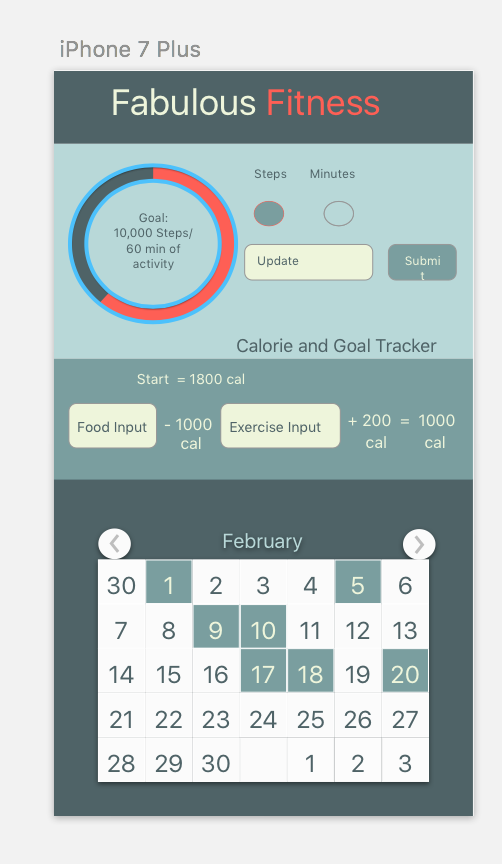 iPhone 7 Plus
Fabulous Fitness
Steps Minutes
Goal:
10,000 Steps/
60 min of
activity
Update
Submi
t
Calorie and Goal Tracker
Start = 1800 cal
Food Input
- 1000
cal
Exercise Input
+ 200
cal
= 1000
cal
February
30 1 2 3 4 5 6
7 8 9 10 11 12 13
14 15 16 17 18 19 20
21 22 23 24 25 26 27
28 29 30 1 2 3